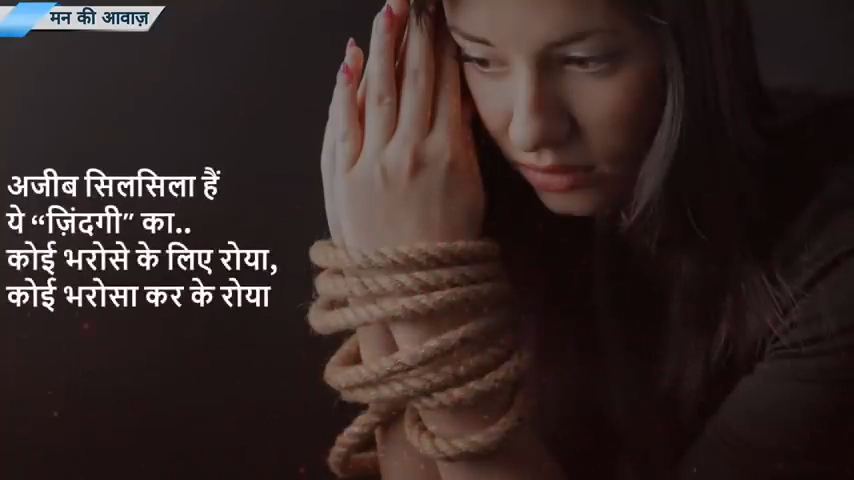 मन की आवाज़
अजीब सिलसिला हैं
ये “ज़िंदगी” का..
कोई भरोसे के लिए रोया,
कोई भरोसा कर के रोया